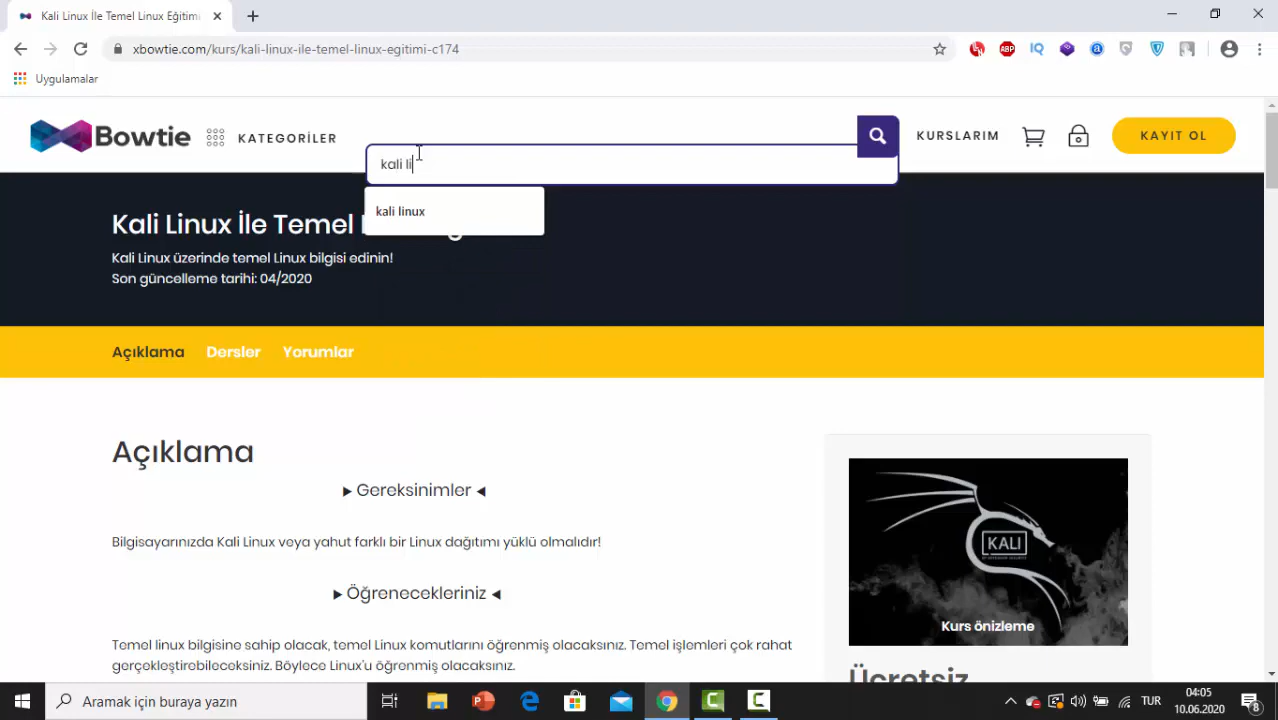 Kali Linux İle Temel Linux Eğitimi
xbowtie.com/kurs/kali-linux-ile-temel-linux-egitimi-c174
ABP
IQ
Uygulamalar
Bowtie
KATEGORİLER
kali li
KURSLARIM
KAYIT OL
kali linux
Kali Linux İle Temel
Kali Linux üzerinde temel Linux bilgisi edinin!
Son güncelleme tarihi: 04/2020
Açıklama Dersler Yorumlar
Açıklama
▶ Gereksinimler ◀
Bilgisayarınızda Kali Linux veya yahut farklı bir Linux dağıtımı yüklü olmalıdır!
▶ Öğrenecekleriniz ◀
Temel linux bilgisine sahip olacak, temel Linux komutlarını öğrenmiş olacaksınız. Temel işlemleri çok rahat
gerçekleştirebileceksiniz. Böylece Linux'u öğrenmiş olacaksınız.
KALI
Kurs önizleme
Ücretsiz
Aramak için buraya yazın
TUR
04:05
10.06.2020
8